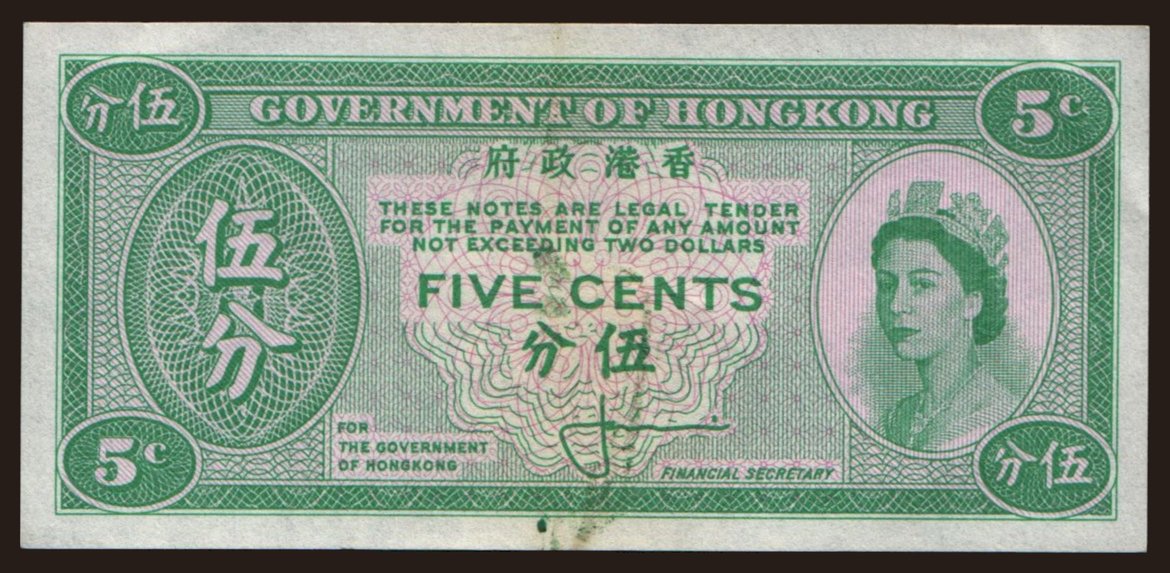 分伍
GOVERNMENT OF HONGKONG
5c
府政港香
THESE NOTES ARE LEGAL TENDER
FOR THE PAYMENT OF ANY AMOUNT
NOT EXCEEDING TWO DOLLARS
伍分
FIVE CENTS
分伍
FOR
THE GOVERNMENT
OF HONGKONG
FINANCIAL SECRETARY
5c
分伍